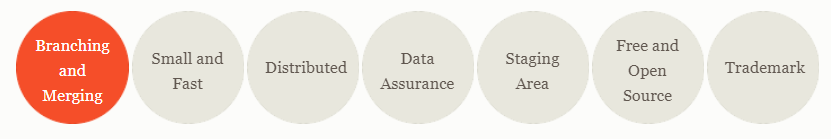 Branching
and
Merging
Small and
Fast
Distributed
Data
Assurance
Staging
Area
Free and
Open
Source
Trademark